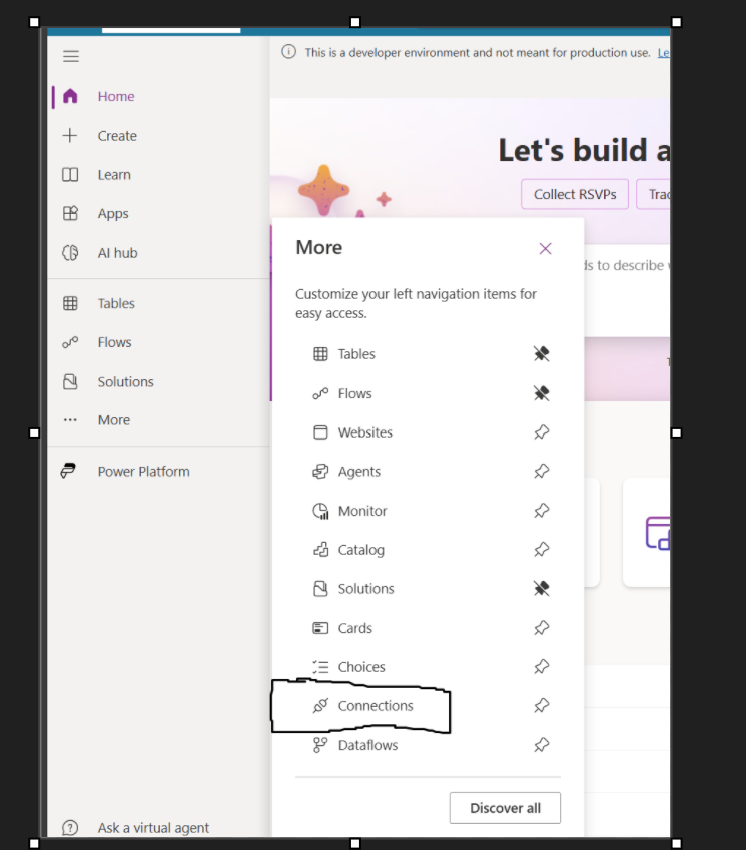 This is a developer environment and not meant for production use. Le
Home
Create
Learn
Apps
AI hub
Tables
Flows
Solutions
More
Power Platform
Ask a virtual agent
Let's build a
Collect RSVPs
Trac
ds to describe
More
Customize your left navigation items for
easy access.
Tables
Flows
Websites
Agents
Monitor
Catalog
Solutions
Cards
Choices
Connections
Dataflows
Discover all